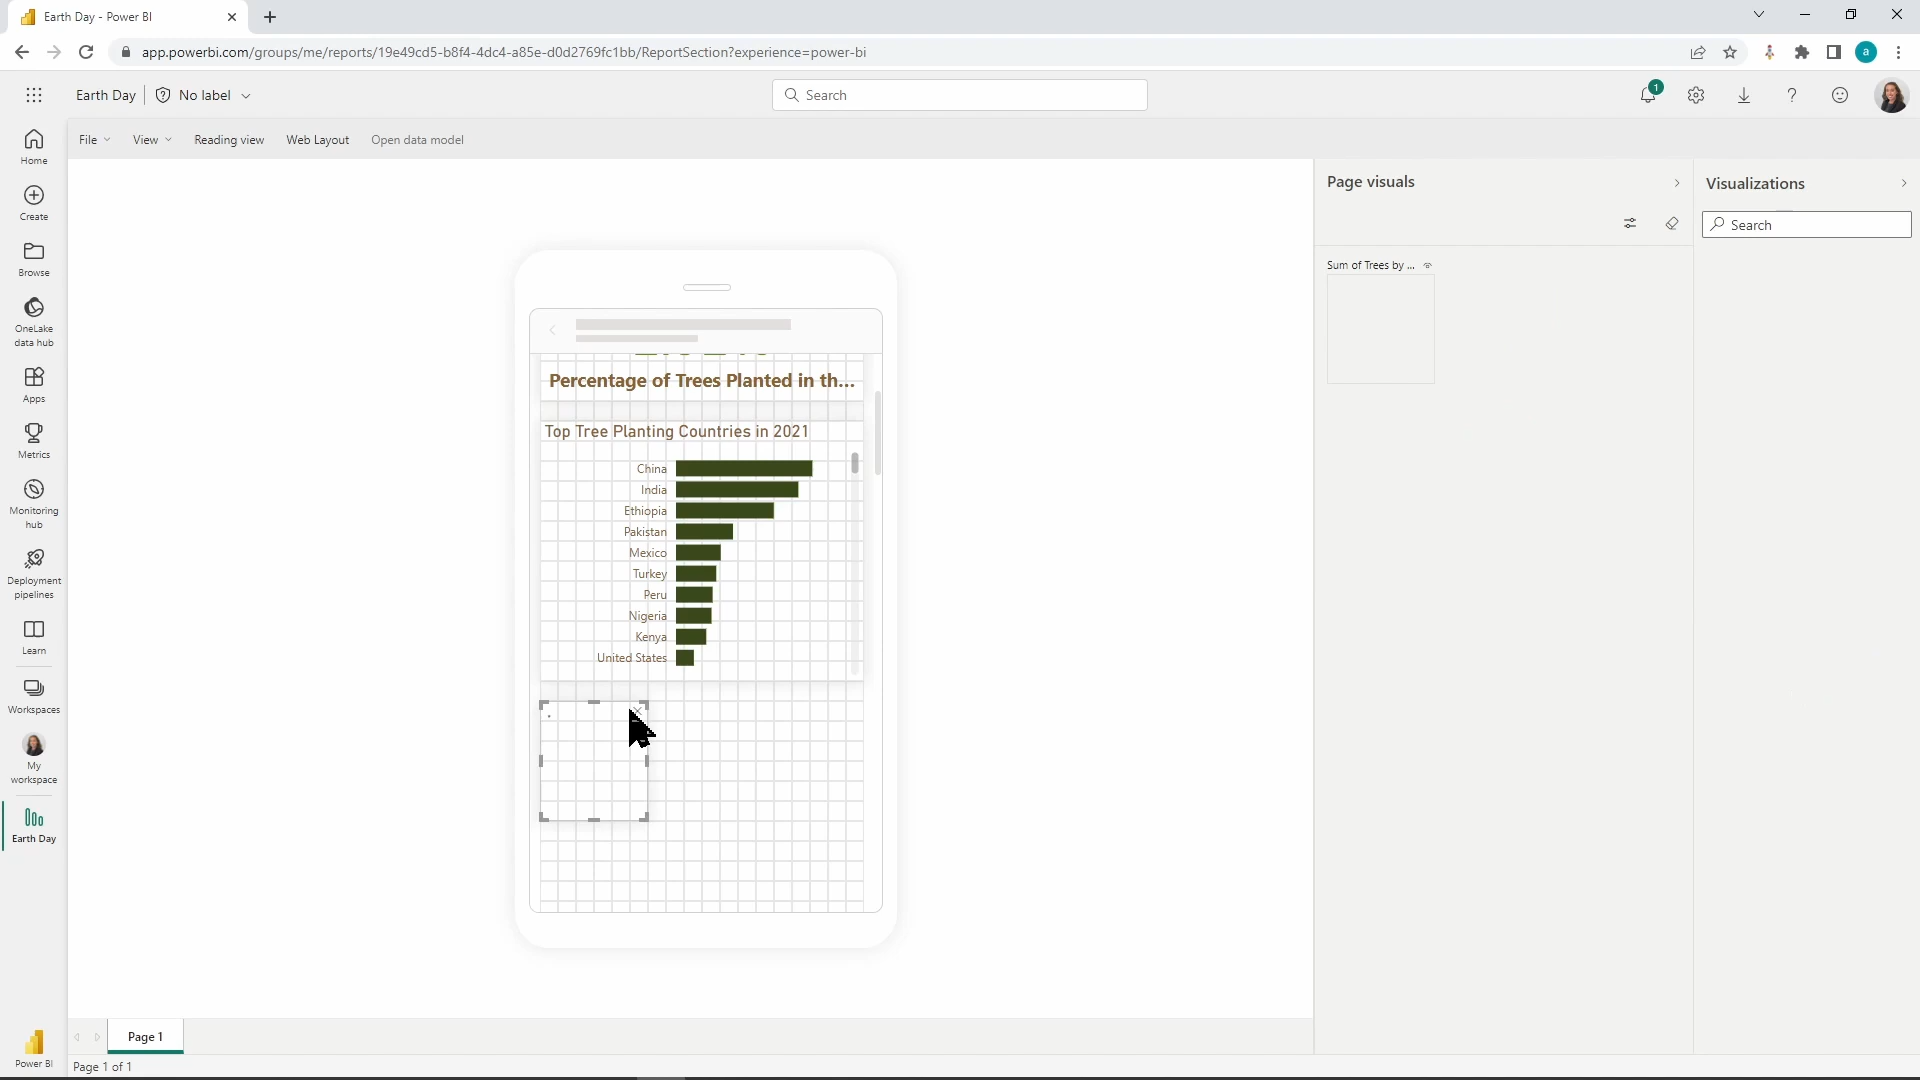 Earth Day - Power BI
app.powerbi.com/groups/me/reports/19e49cd5-b8f4-4dc4-a85e-d0d2769fc1bb/ReportSection?experience=power-bi
a
Earth Day
No label
Search
1
File
View
Reading view
Web Layout
Open data model
Home
Create
Browse
OneLake
data hub
Apps
Metrics
Monitoring
hub
Deployment
pipelines
Learn
Workspaces
My
workspace
Earth Day
Power BI
Percentage of Trees Planted in th...
Top Tree Planting Countries in 2021
China
India
Ethiopia
Pakistan
Mexico
Turkey
Peru
Nigeria
Kenya
United States
Page visuals
Sum of Trees by ...
Visualizations
Search
Page 1
Page 1 of 1